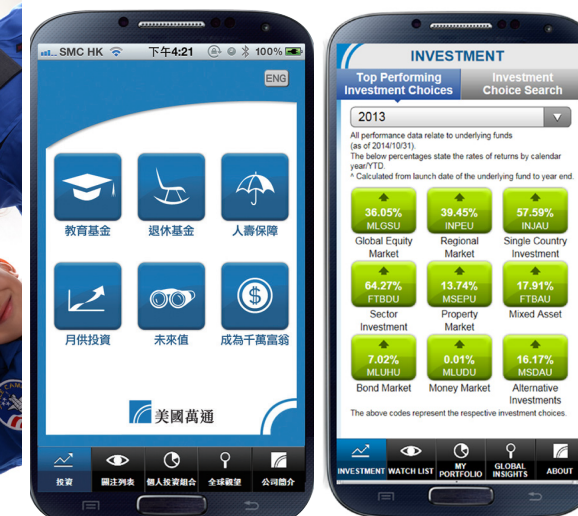 SMC HK 下午4:21 100%
ENG
教育基金 退休基金 人壽保障
月供投資 未來值 成為千萬富翁
美國萬通
投資 關注列表 個人投資組合 全球觀望 公司簡介
INVESTMENT
Top Performing
Investment Choices
Investment
Choice Search
2013
All performance data relate to underlying funds
(as of 2014/10/31).
The below percentages state the rates of returns by calendar
year/YTD.
^ Calculated from launch date of the underlying fund to year end.
36.05% 39.45% 57.59%
MLGSU INPEU INJAU
Global Equity
Market
Regional
Market
Single Country
Investment
64.27% 13.74% 17.91%
FTBDU MSEPU FTBAU
Sector
Investment
Property
Market
Mixed Asset
7.02% 0.01% 16.17%
MLUHU MLUDU MSDAU
Bond Market
Money Market
Alternative
Investments
The above codes represent the respective investment choices.
INVESTMENT
WATCH LIST
MY
PORTFOLIO
GLOBAL
INSIGHTS
ABOUT